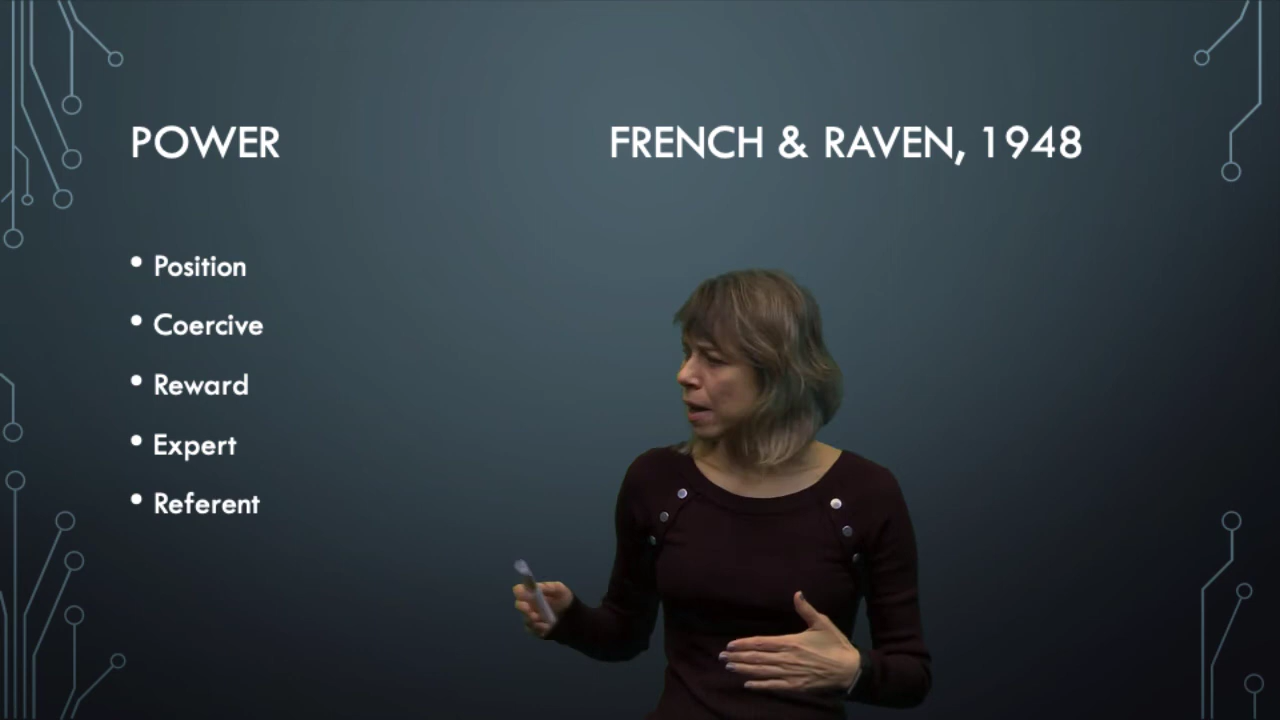 POWER
FRENCH & RAVEN, 1948
• Position
• Coercive
• Reward
• Expert
• Referent